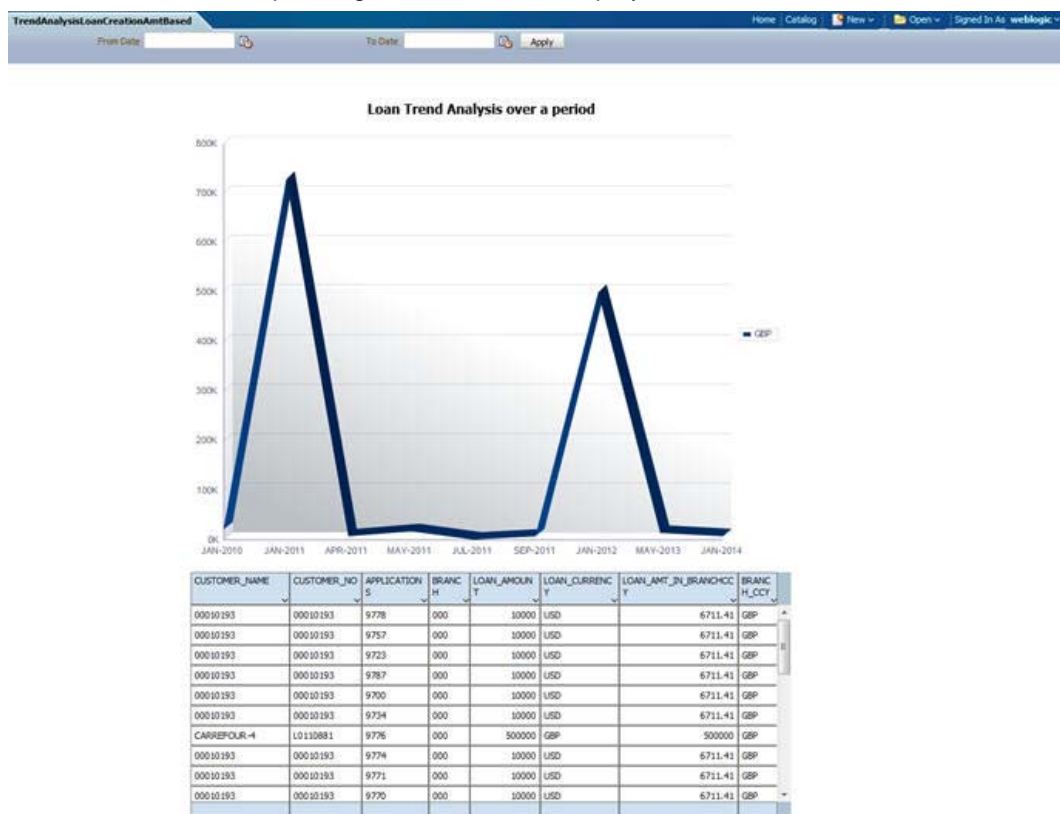 TrendAnalysisLoanCreationAmtBased Home Catalog New Open Signed In As weblogic
From Date To Date Apply
Loan Trend Analysis over a period
800K
700K
600K
500K
400K
300K
200K
100K
0K
GBP
JAN-2010 JAN-2011 APR-2011 MAY-2011 JUL-2011 SEP-2011 JAN-2012 MAY-2013 JAN-2014
CUSTOMER_NAME CUSTOMER_NO APPLICATION BRANC LOAN_AMOUN LOAN_CURRENC LOAN_AMT_IN_BRANCHCC BRANC
S H T Y Y H_CCY
00010193 00010193 9778 000 10000 USD 6711.41 GBP
00010193 00010193 9757 000 10000 USD 6711.41 GBP
00010193 00010193 9723 000 10000 USD 6711.41 GBP
00010193 00010193 9787 000 10000 USD 6711.41 GBP
00010193 00010193 9700 000 10000 USD 6711.41 GBP
00010193 00010193 9734 000 10000 USD 6711.41 GBP
CARREFOUR-4 L0110881 9776 000 500000 GBP 500000 GBP
00010193 00010193 9774 000 10000 USD 6711.41 GBP
00010193 00010193 9771 000 10000 USD 6711.41 GBP
00010193 00010193 9770 000 10000 USD 6711.41 GBP